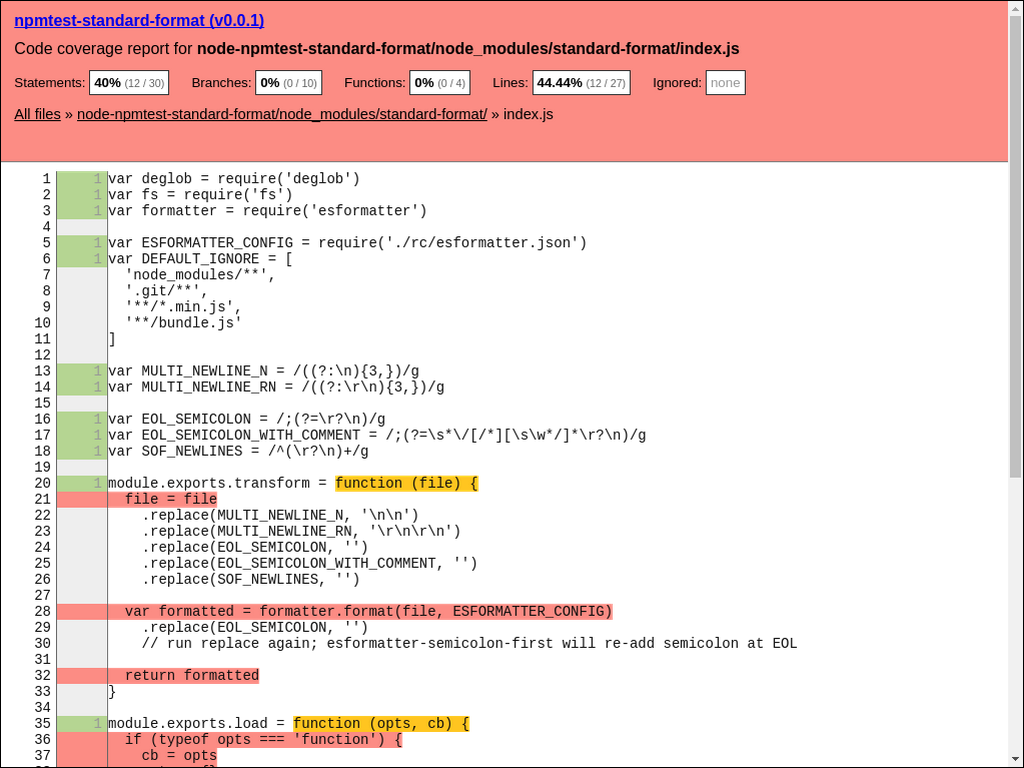 npmtest-standard-format (v0.0.1)
Code coverage report for node-npmtest-standard-format/node_modules/standard-format/index.js
Statements: 40% (12 / 30) Branches: 0% (0 / 10) Functions: 0% (0 / 4) Lines: 44.44% (12 / 27) Ignored: none
All files » node-npmtest-standard-format/node_modules/standard-format/ » index.js
1 1 var deglob = require('deglob')
2 1 var fs = require('fs')
3 1 var formatter = require('esformatter')
4
5 1 var ESFORMATTER_CONFIG = require('./rc/esformatter.json')
6 1 var DEFAULT_IGNORE = [
7 'node_modules/**',
8 '.git/**',
9 '**/*.min.js',
10 '**/bundle.js'
11 ]
12
13 1 var MULTI_NEWLINE_N = /((?:\n){3,})/g
14 1 var MULTI_NEWLINE_RN = /((?:\r\n){3,})/g
15
16 1 var EOL_SEMICOLON = /;(?=\r?\n)/g
17 1 var EOL_SEMICOLON_WITH_COMMENT = /;(?=\s*\/[/*][\s\w*/]*\r?\n)/g
18 1 var SOF_NEWLINES = /^(\r?\n)+/g
19
20 1 module.exports.transform = function (file) {
21 file = file
22 .replace(MULTI_NEWLINE_N, '\n\n')
23 .replace(MULTI_NEWLINE_RN, '\r\n\r\n')
24 .replace(EOL_SEMICOLON, '')
25 .replace(EOL_SEMICOLON_WITH_COMMENT, '')
26 .replace(SOF_NEWLINES, '')
27
28 var formatted = formatter.format(file, ESFORMATTER_CONFIG)
29 .replace(EOL_SEMICOLON, '')
30 // run replace again; esformatter-semicolon-first will re-add semicolon at EOL
31
32 return formatted
33 }
34
35 1 module.exports.load = function (opts, cb) {
36 if (typeof opts === 'function') {
37 cb = opts